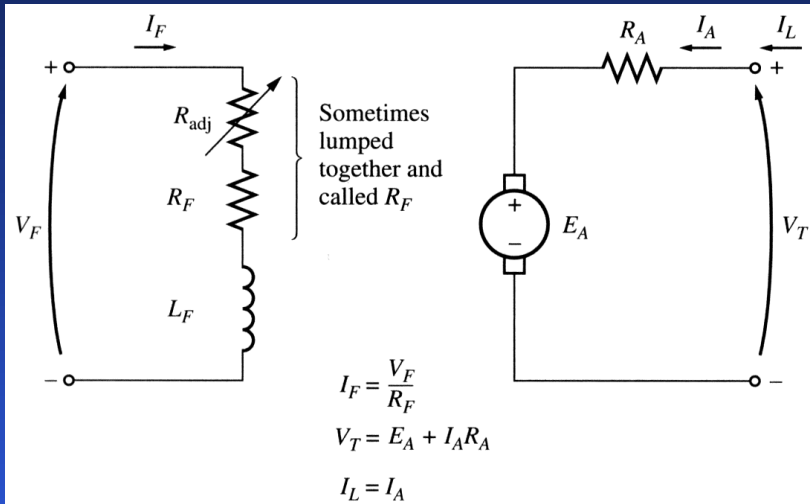 I_F
+
R_adj
R_F
V_F
L_F
−
Sometimes
lumped
together and
called R_F
R_A
I_A
I_L
+
+
−
E_A
V_T
−
I_F = V_F / R_F
V_T = E_A + I_A R_A
I_L = I_A